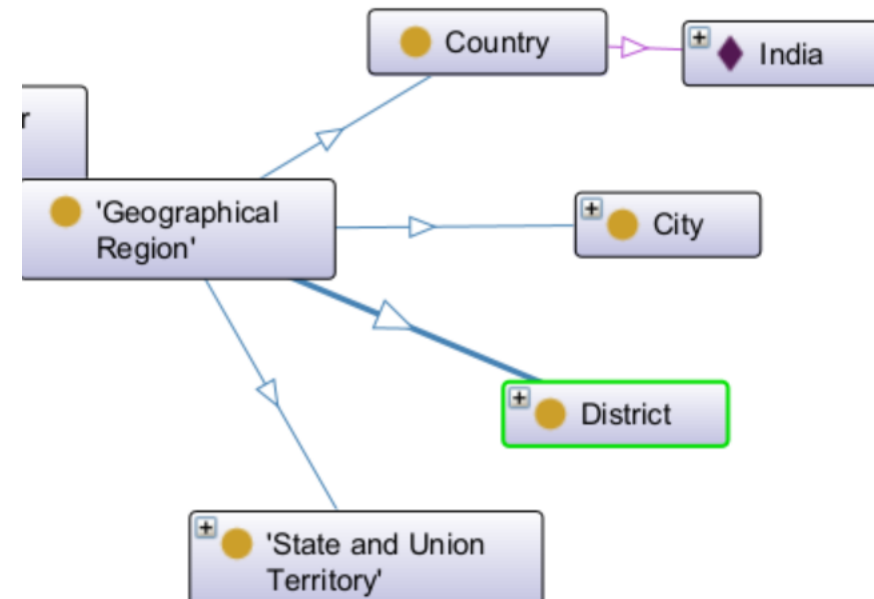 Country
India
r
'Geographical
Region'
City
District
'State and Union
Territory'